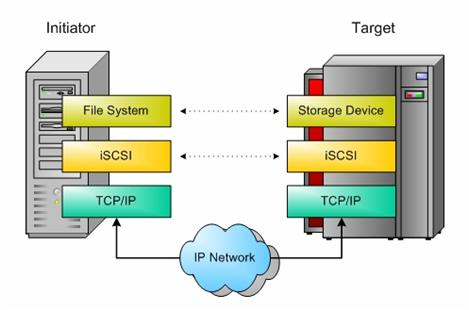 Initiator
Target
File System
Storage Device
iSCSI
iSCSI
TCP/IP
TCP/IP
IP Network